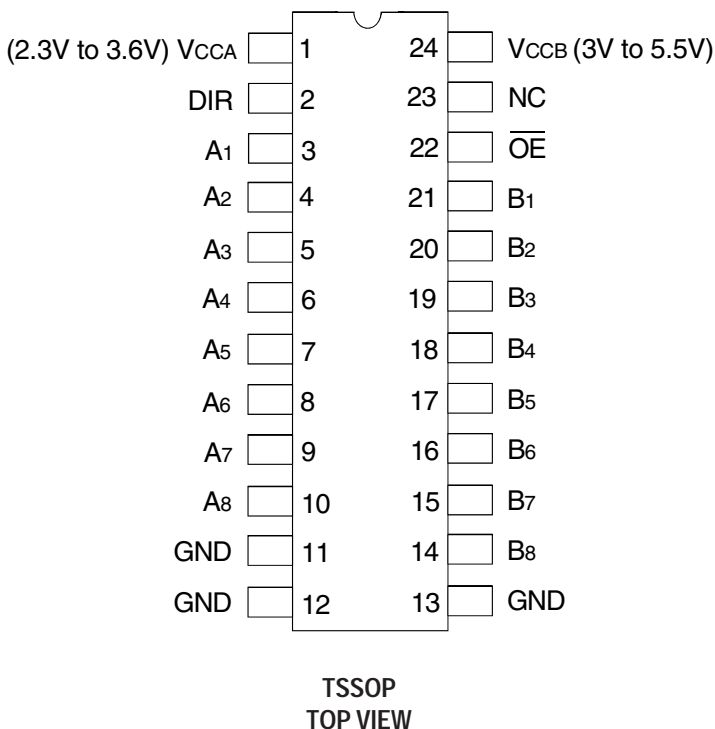 (2.3V to 3.6V) VCCA 1 24 VCCB (3V to 5.5V)
DIR 2 23 NC
A1 3 22 O̅E̅
A2 4 21 B1
A3 5 20 B2
A4 6 19 B3
A5 7 18 B4
A6 8 17 B5
A7 9 16 B6
A8 10 15 B7
GND 11 14 B8
GND 12 13 GND
TSSOP
TOP VIEW